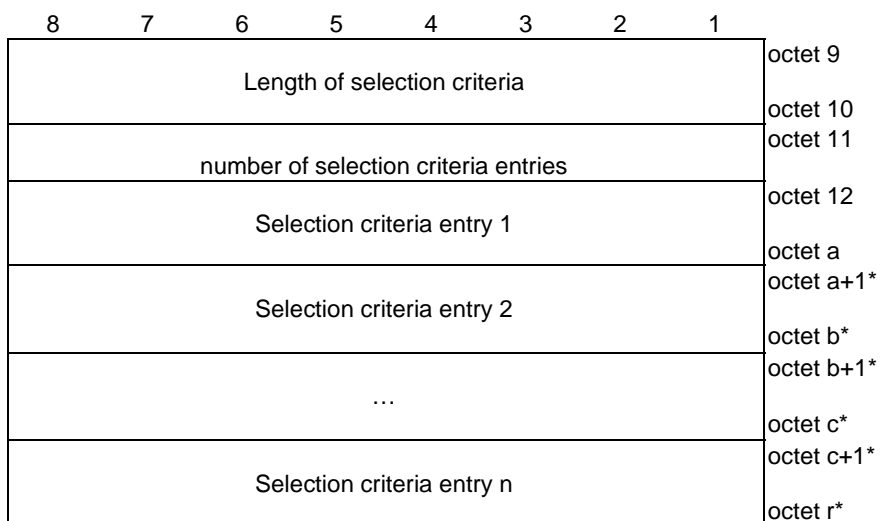 8 7 6 5 4 3 2 1
octet 9
Length of selection criteria
octet 10
octet 11
number of selection criteria entries
octet 12
Selection criteria entry 1
octet a
octet a+1*
Selection criteria entry 2
octet b*
octet b+1*
…
octet c*
octet c+1*
Selection criteria entry n
octet r*